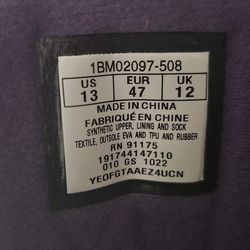 1BM02097-508
US EUR UK
13 47 12
MADE IN CHINA
FABRIQUÉ EN CHINE
SYNTHETIC UPPER, LINING AND SOCK
TEXTILE, OUTSOLE EVA AND TPU AND RUBBER
RN 91175
191744147110
010 GS 1022
YEOFGTAAEZ4UCN